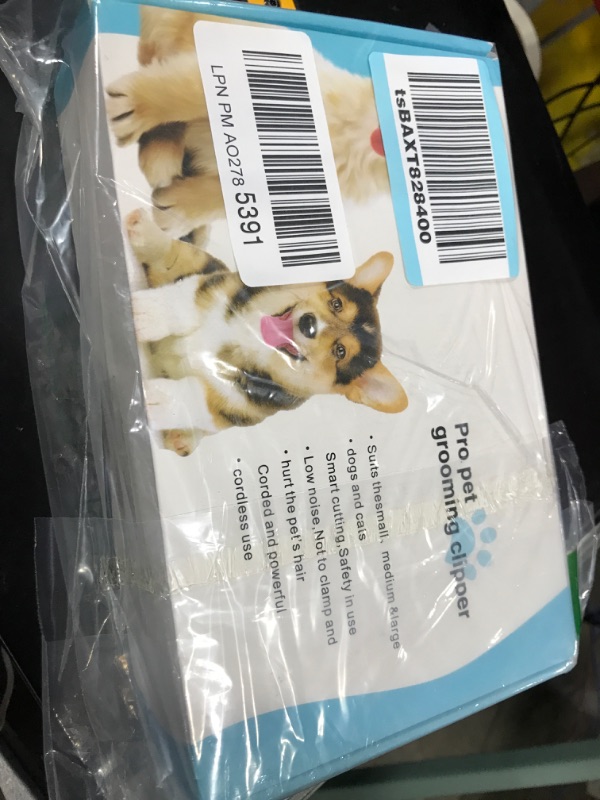 tsBAXT828400
LPN PM AO278 5391
Pro pet
grooming clipper
• Suits thesmall, medium &large
• dogs and cats
Smart cutting,Safety in use
• Low noise,Not to clamp and
• hurt the pet's hair
Corded and powerful
• cordless use